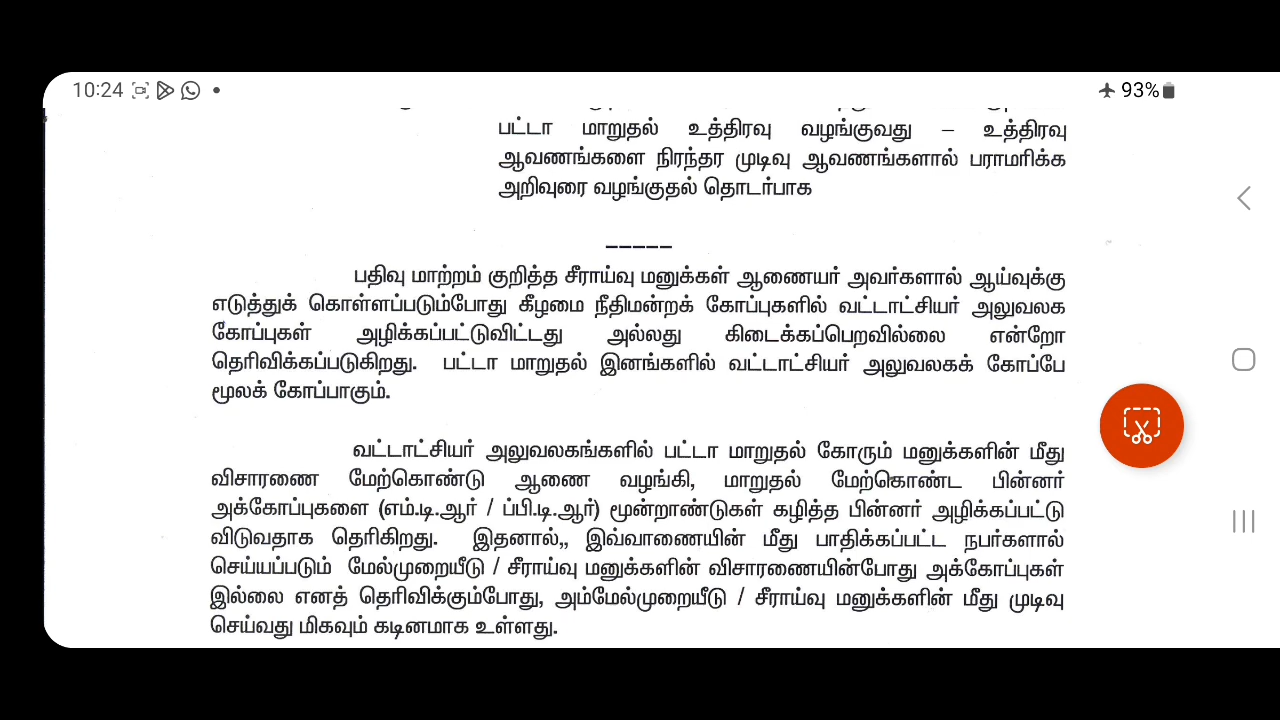 10:24
93%
பட்டா மாறுதல் உத்திரவு வழங்குவது – உத்திரவு
ஆவணங்களை நிரந்தர முடிவு ஆவணங்களால் பராமரிக்க
அறிவுரை வழங்குதல் தொடர்பாக
-----
பதிவு மாற்றம் குறித்த சீராய்வு மனுக்கள் ஆணையர் அவர்களால் ஆய்வுக்கு
எடுத்துக் கொள்ளப்படும்போது கீழமை நீதிமன்றக் கோப்புகளில் வட்டாட்சியர் அலுவலக
கோப்புகள் அழிக்கப்பட்டுவிட்டது அல்லது கிடைக்கப்பெறவில்லை என்றோ
தெரிவிக்கப்படுகிறது. பட்டா மாறுதல் இனங்களில் வட்டாட்சியர் அலுவலகக் கோப்பே
மூலக் கோப்பாகும்.
வட்டாட்சியர் அலுவலகங்களில் பட்டா மாறுதல் கோரும் மனுக்களின் மீது
விசாரணை மேற்கொண்டு ஆணை வழங்கி, மாறுதல் மேற்கொண்ட பின்னர்
அக்கோப்புகளை (எம்.டி.ஆர் / ப்பி.டி.ஆர்) மூன்றாண்டுகள் கழித்த பின்னர் அழிக்கப்பட்டு
விடுவதாக தெரிகிறது. இதனால்,, இவ்வாணையின் மீது பாதிக்கப்பட்ட நபர்களால்
செய்யப்படும் மேல்முறையீடு / சீராய்வு மனுக்களின் விசாரணையின்போது அக்கோப்புகள்
இல்லை எனத் தெரிவிக்கும்போது, அம்மேல்முறையீடு / சீராய்வு மனுக்களின் மீது முடிவு
செய்வது மிகவும் கடினமாக உள்ளது.